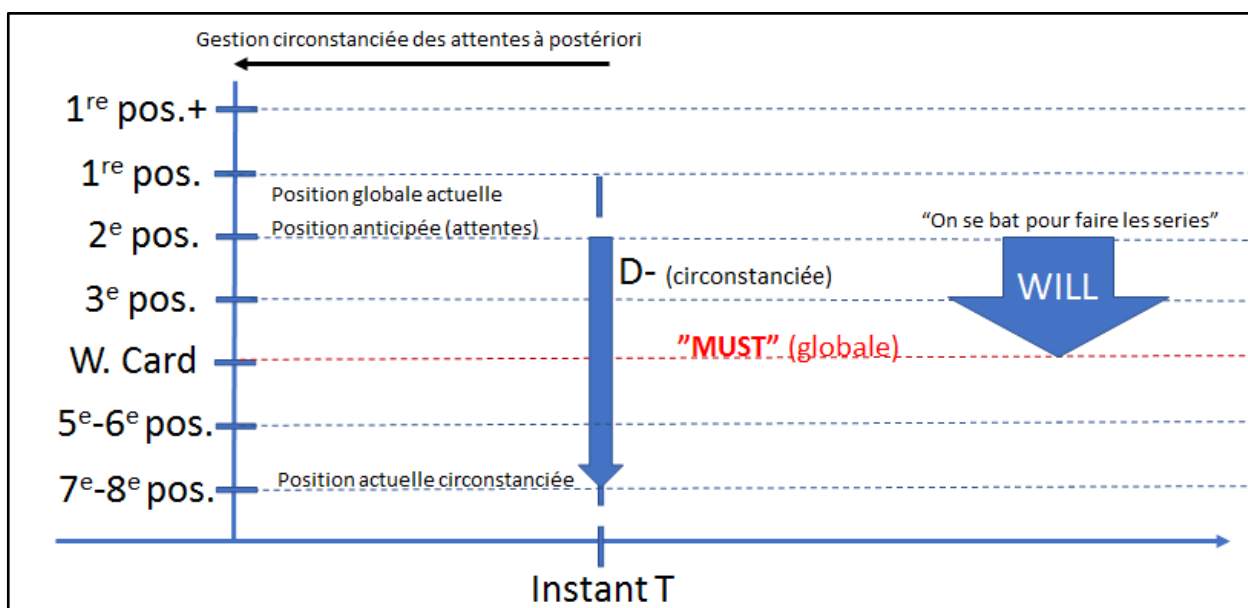 Gestion circonstanciée des attentes à postériori
1re pos.+
1re pos.
Position globale actuelle
2e pos.
Position anticipée (attentes)
"On se bat pour faire les series"
3e pos.
D- (circonstanciée)
WILL
W. Card
"MUST" (globale)
5e-6e pos.
7e-8e pos.
Position actuelle circonstanciée
Instant T